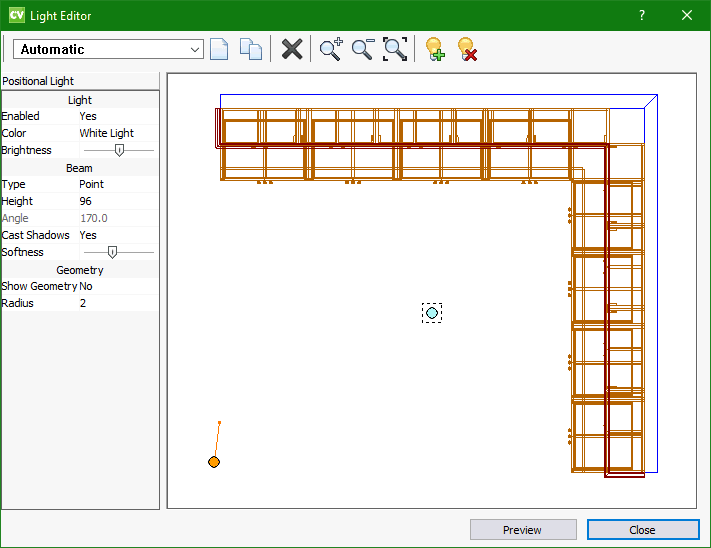 CV Light Editor ?
Automatic
Positional Light
Light
Enabled Yes
Color White Light
Brightness
Beam
Type Point
Height 96
Angle 170.0
Cast Shadows Yes
Softness
Geometry
Show Geometry No
Radius 2
Preview Close